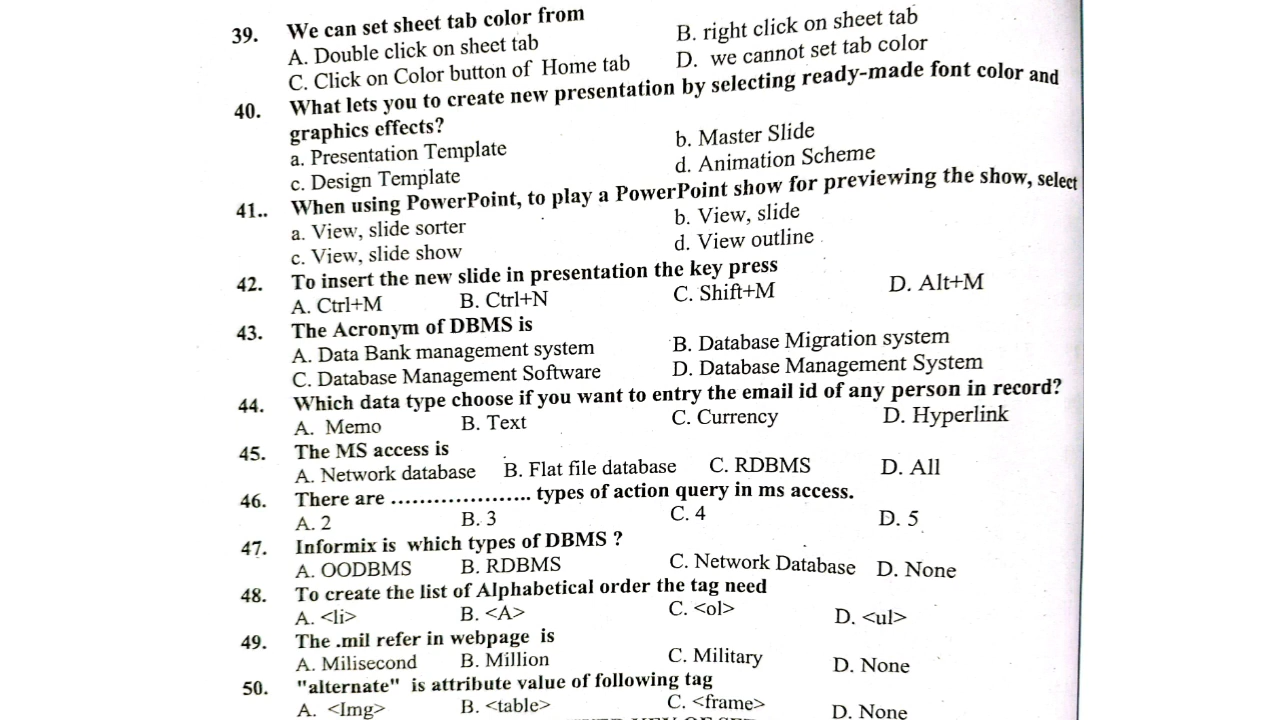 39. We can set sheet tab color from
A. Double click on sheet tab B. right click on sheet tab
C. Click on Color button of Home tab D. we cannot set tab color
40. What lets you to create new presentation by selecting ready-made font color and
graphics effects?
a. Presentation Template b. Master Slide
c. Design Template d. Animation Scheme
41.. When using PowerPoint, to play a PowerPoint show for previewing the show, select
a. View, slide sorter b. View, slide
c. View, slide show d. View outline
42. To insert the new slide in presentation the key press
A. Ctrl+M B. Ctrl+N C. Shift+M D. Alt+M
43. The Acronym of DBMS is
A. Data Bank management system B. Database Migration system
C. Database Management Software D. Database Management System
44. Which data type choose if you want to entry the email id of any person in record?
A. Memo B. Text C. Currency D. Hyperlink
45. The MS access is
A. Network database B. Flat file database C. RDBMS D. All
46. There are .................... types of action query in ms access.
A. 2 B. 3 C. 4 D. 5
47. Informix is which types of DBMS ?
A. OODBMS B. RDBMS C. Network Database D. None
48. To create the list of Alphabetical order the tag need
A. <li> B. <A> C. <ol> D. <ul>
49. The .mil refer in webpage is
A. Milisecond B. Million C. Military D. None
50. "alternate" is attribute value of following tag
A. <Img> B. <table> C. <frame> D. None